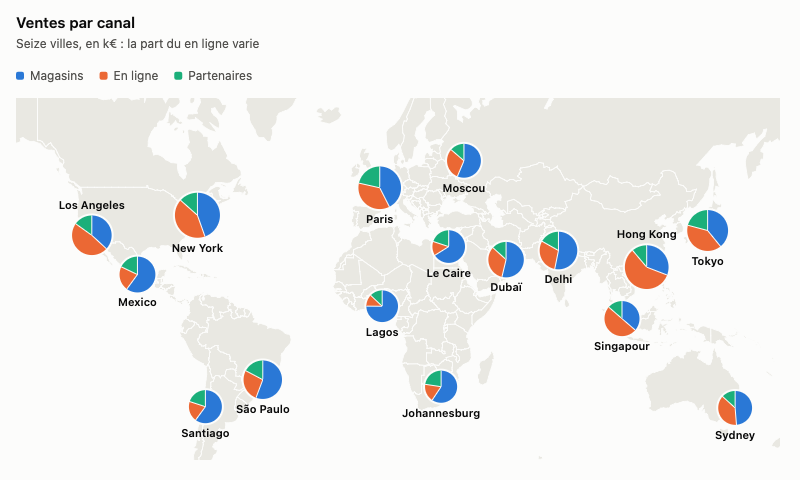 Ventes par canal
Seize villes, en k€ : la part du en ligne varie
Magasins En ligne Partenaires
Moscou
Los Angeles
Paris
New York
Hong Kong
Tokyo
Le Caire
Delhi
Dubaï
Mexico
Lagos
Singapour
São Paulo
Johannesburg
Santiago
Sydney